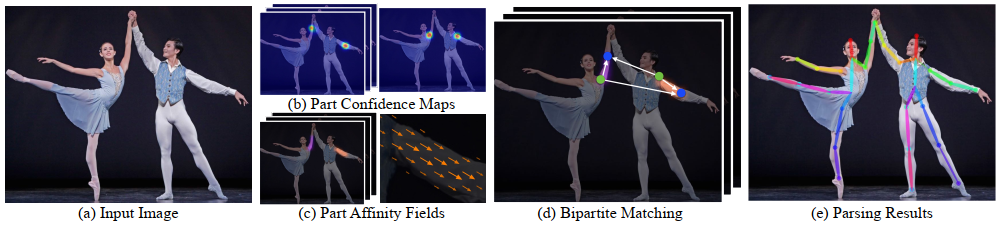 (a) Input Image
(b) Part Confidence Maps
(c) Part Affinity Fields
(d) Bipartite Matching
(e) Parsing Results